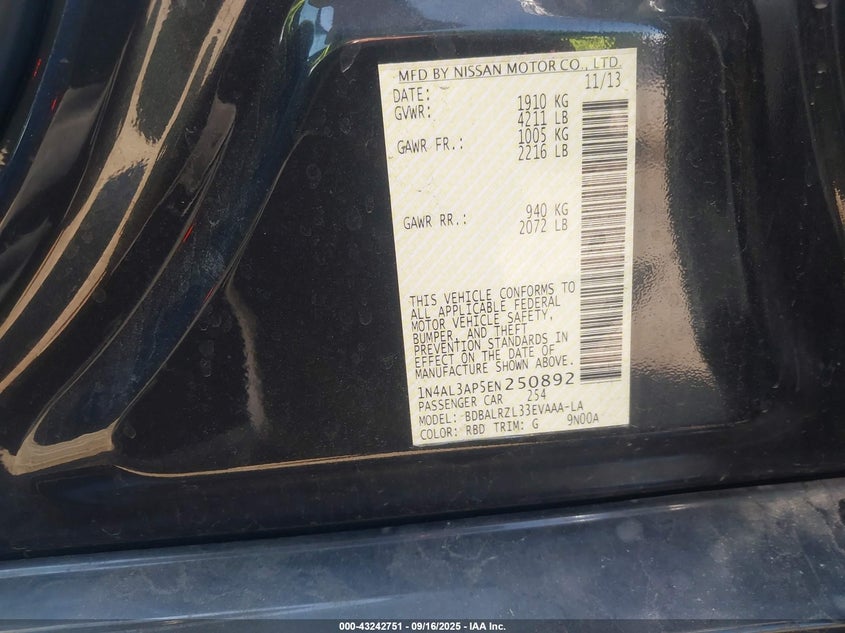 MFD BY NISSAN MOTOR CO., LTD.
DATE: 11/13
GVWR: 1910 KG
4211 LB
GAWR FR.: 1005 KG
2216 LB
GAWR RR.: 940 KG
2072 LB
THIS VEHICLE CONFORMS TO
ALL APPLICABLE FEDERAL
MOTOR VEHICLE SAFETY,
BUMPER, AND THEFT
PREVENTION STANDARDS IN
EFFECT ON THE DATE OF
MANUFACTURE SHOWN ABOVE.
1N4AL3AP5EN250892
PASSENGER CAR 254
MODEL: BDBALRZL33EVAAA-LA
COLOR: RBD TRIM: G 9N00A
000-43242751 - 09/16/2025 - IAA Inc.